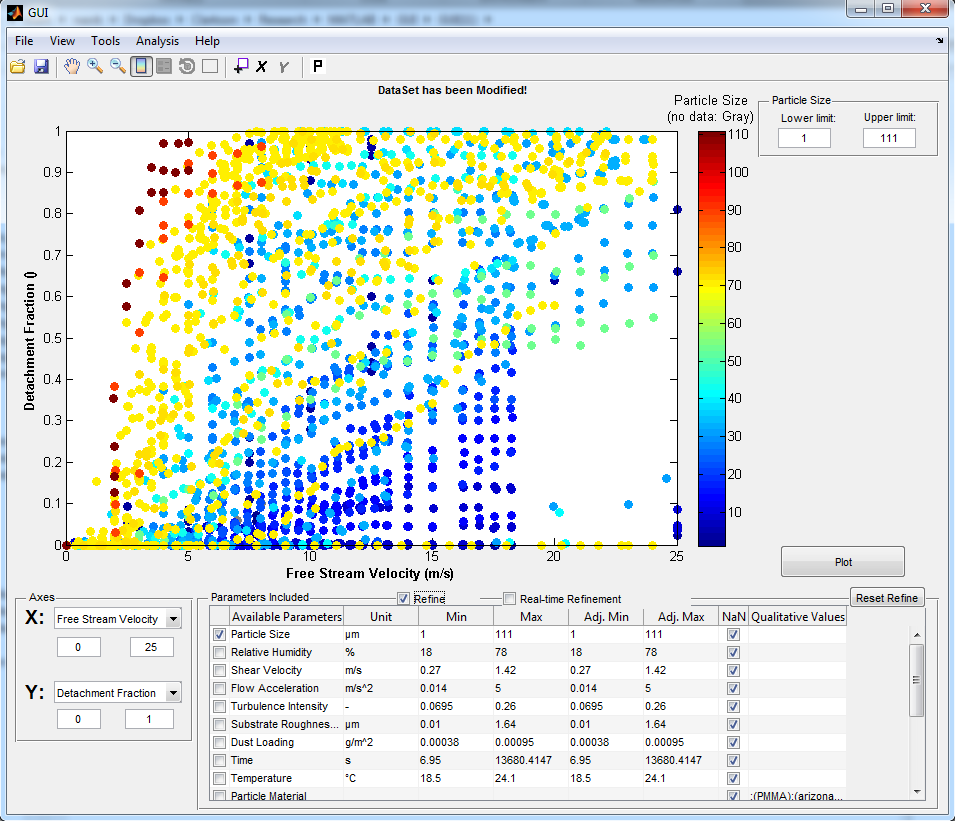 GUI
File View Tools Analysis Help
P
DataSet has been Modified!
Particle Size
(no data: Gray)
Particle Size
Lower limit: Upper limit:
1 111
110
100
90
80
70
60
50
40
30
20
10
1
0.9
0.8
0.7
0.6
0.5
0.4
0.3
0.2
0.1
0
Detachment Fraction ()
0 5 10 15 20 25
Free Stream Velocity (m/s)
Plot
Axes
X: Free Stream Velocity
0 25
Y: Detachment Fraction
0 1
Parameters Included Refine Real-time Refinement Reset Refine
Available Parameters Unit Min Max Adj. Min Adj. Max NaN Qualitative Values
Particle Size µm 1 111 1 111
Relative Humidity % 18 78 18 78
Shear Velocity m/s 0.27 1.42 0.27 1.42
Flow Acceleration m/s^2 0.014 5 0.014 5
Turbulence Intensity - 0.0695 0.26 0.0695 0.26
Substrate Roughnes... µm 0.01 1.64 0.01 1.64
Dust Loading g/m^2 0.00038 0.00095 0.00038 0.00095
Time s 6.95 13680.4147 6.95 13680.4147
Temperature °C 18.5 24.1 18.5 24.1
Particle Material ;(PMMA);(arizona...